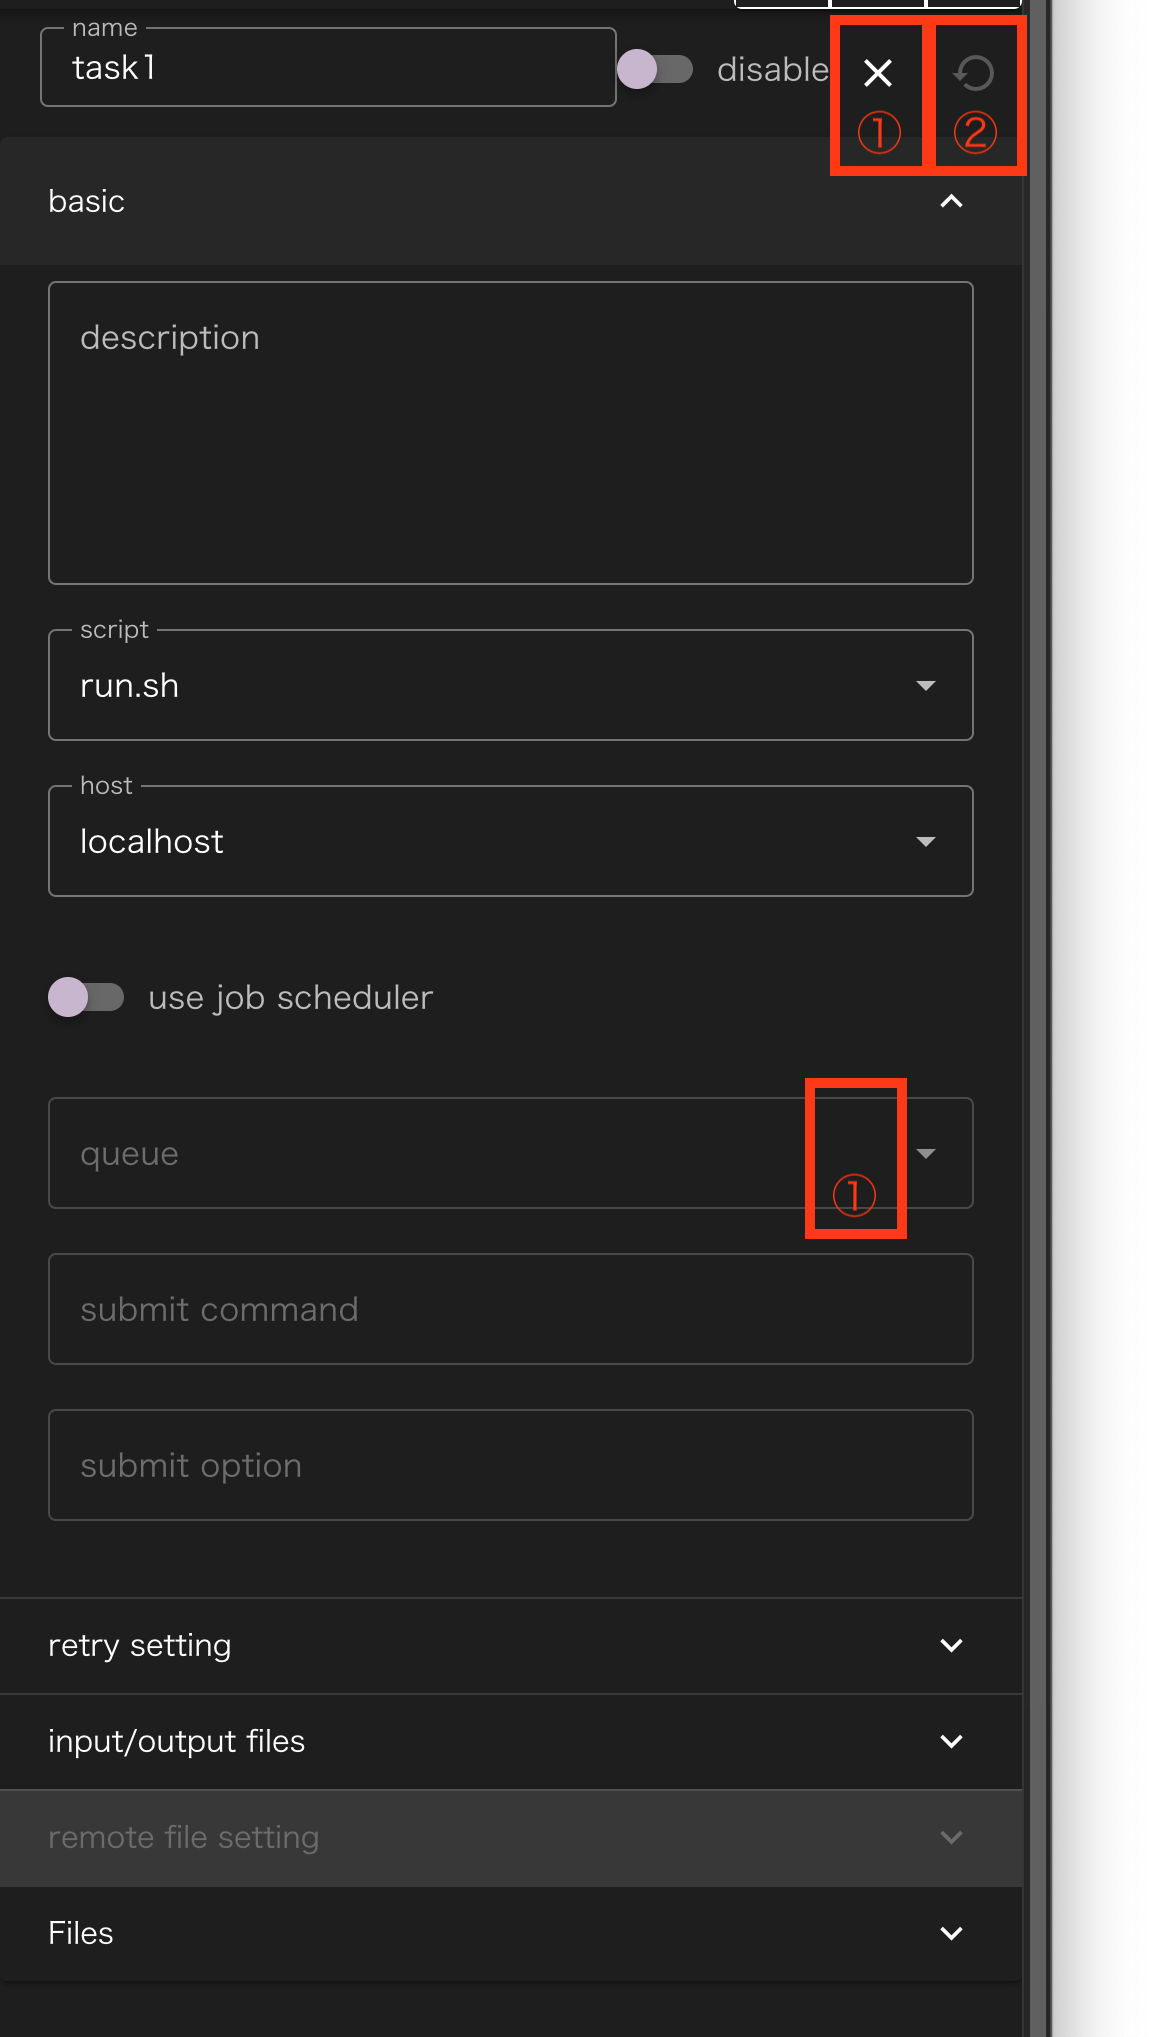 name
task1
disable
①
②
basic
description
script
run.sh
host
localhost
use job scheduler
queue
①
submit command
submit option
retry setting
input/output files
remote file setting
Files